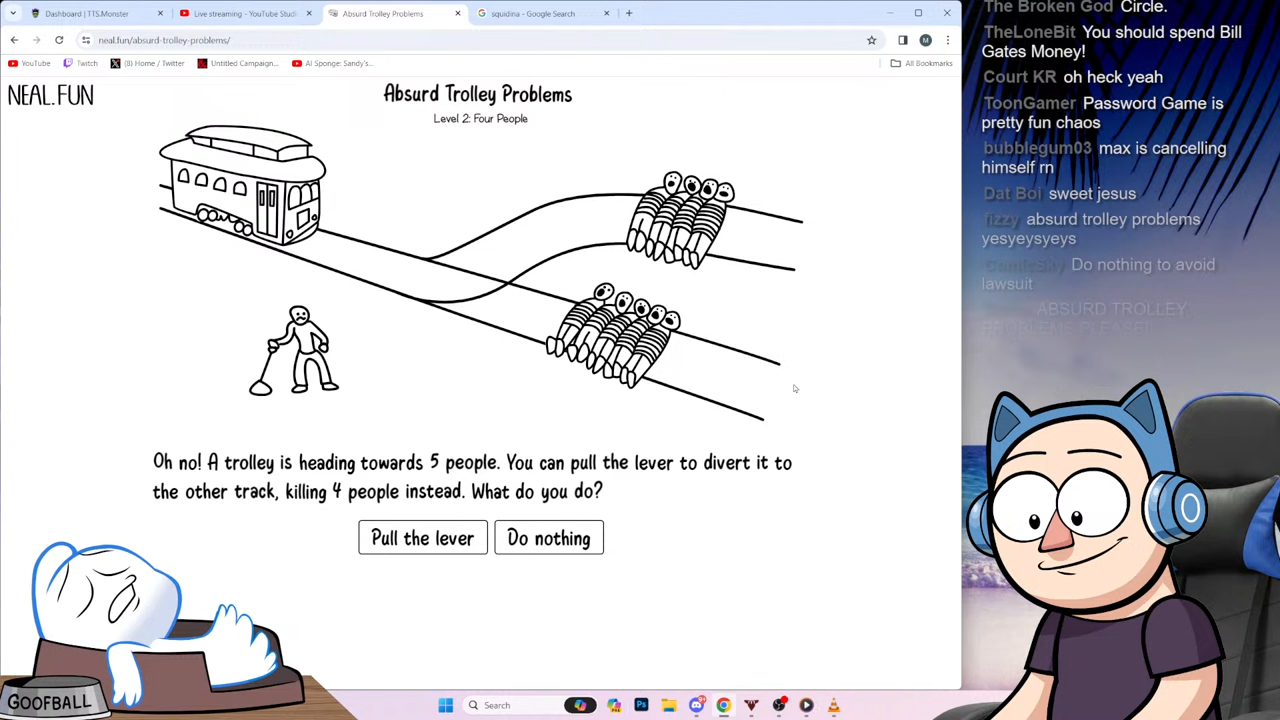 Dashboard | TTS.Monster
Live streaming - YouTube Studi
Absurd Trolley Problems
squidina - Google Search
neal.fun/absurd-trolley-problems/
YouTube
Twitch
(8) Home / Twitter
Untitled Campaign...
AI Sponge: Sandy's...
All Bookmarks
NEAL.FUN
Absurd Trolley Problems
Level 2: Four People
Oh no! A trolley is heading towards 5 people. You can pull the lever to divert it to
the other track, killing 4 people instead. What do you do?
Pull the lever
Do nothing
The Broken God Circle.
TheLoneBit You should spend Bill
Gates Money!
Court KR oh heck yeah
ToonGamer Password Game is
pretty fun chaos
bubblegum03 max is cancelling
himself rn
Dat Boi sweet jesus
fizzy absurd trolley problems
yesyeysyeys
ComicSky Do nothing to avoid
lawsuit
ABSURD TROLLEY
PROBLEMS PLEASE!
GOOFBALL
Search